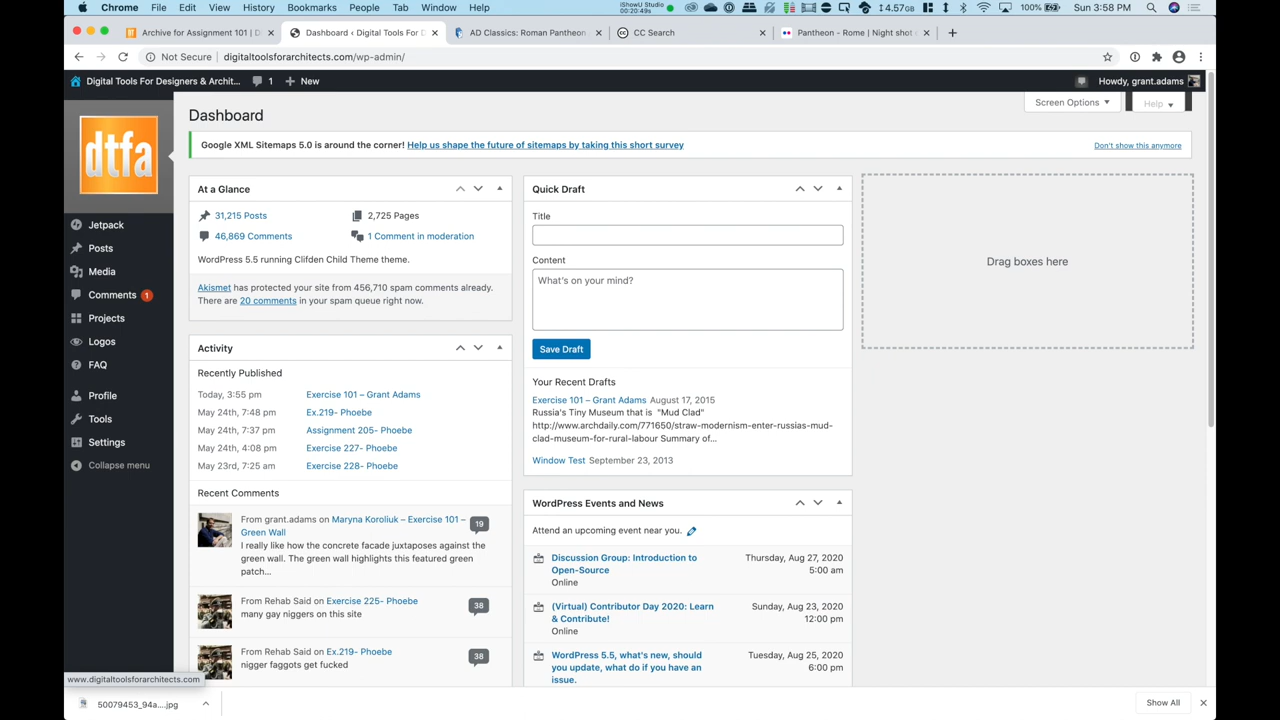 Chrome File Edit View History Bookmarks People Tab Window Help iShowU Studio 00:20:49s 4.57GB 100% Sun 3:58 PM
Archive for Assignment 101 | D Dashboard ‹ Digital Tools For D AD Classics: Roman Pantheon CC Search Pantheon - Rome | Night shot
Not Secure digitaltoolsforarchitects.com/wp-admin/
Digital Tools For Designers & Archit... 1 New Howdy, grant.adams
Screen Options Help
dtfa
Dashboard
Google XML Sitemaps 5.0 is around the corner! Help us shape the future of sitemaps by taking this short survey Don't show this anymore
Jetpack
Posts
Media
Comments 1
Projects
Logos
FAQ
Profile
Tools
Settings
Collapse menu
At a Glance
31,215 Posts 2,725 Pages
46,869 Comments 1 Comment in moderation
WordPress 5.5 running Clifden Child Theme theme.
Akismet has protected your site from 456,710 spam comments already.
There are 20 comments in your spam queue right now.
Activity
Recently Published
Today, 3:55 pm Exercise 101 – Grant Adams
May 24th, 7:48 pm Ex.219- Phoebe
May 24th, 7:37 pm Assignment 205- Phoebe
May 24th, 4:08 pm Exercise 227- Phoebe
May 23rd, 7:25 am Exercise 228- Phoebe
Recent Comments
From grant.adams on Maryna Koroliuk – Exercise 101 – 19
Green Wall
I really like how the concrete facade juxtaposes against the
green wall. The green wall highlights this featured green
patch...
From Rehab Said on Exercise 225- Phoebe 38
many gay niggers on this site
From Rehab Said on Ex.219- Phoebe 38
nigger faggots get fucked
Quick Draft
Title
Content
What's on your mind?
Save Draft
Your Recent Drafts
Exercise 101 – Grant Adams August 17, 2015
Russia's Tiny Museum that is "Mud Clad"
http://www.archdaily.com/771650/straw-modernism-enter-russias-mud-
clad-museum-for-rural-labour Summary of...
Window Test September 23, 2013
WordPress Events and News
Attend an upcoming event near you.
Discussion Group: Introduction to Thursday, Aug 27, 2020
Open-Source 5:00 am
Online
(Virtual) Contributor Day 2020: Learn Sunday, Aug 23, 2020
& Contribute! 12:00 pm
Online
WordPress 5.5, what's new, should Tuesday, Aug 25, 2020
you update, what do if you have an 6:00 pm
issue.
Drag boxes here
www.digitaltoolsforarchitects.com
50079453_94a....jpg Show All